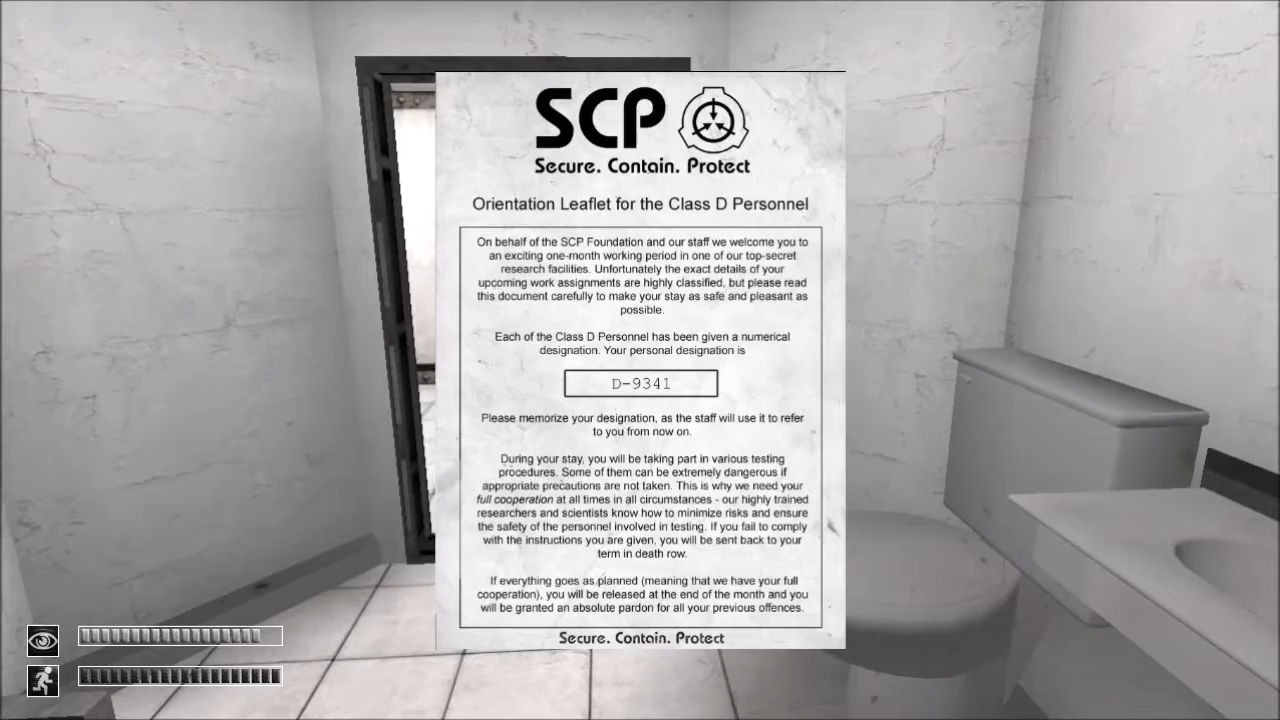 SCP
Secure. Contain. Protect
Orientation Leaflet for the Class D Personnel
On behalf of the SCP Foundation and our staff we welcome you to
an exciting one-month working period in one of our top-secret
research facilities. Unfortunately the exact details of your
upcoming work assignments are highly classified, but please read
this document carefully to make your stay as safe and pleasant as
possible.
Each of the Class D Personnel has been given a numerical
designation. Your personal designation is
D-9341
Please memorize your designation, as the staff will use it to refer
to you from now on.
During your stay, you will be taking part in various testing
procedures. Some of them can be extremely dangerous if
appropriate precautions are not taken. This is why we need your
full cooperation at all times in all circumstances - our highly trained
researchers and scientists know how to minimize risks and ensure
the safety of the personnel involved in testing. If you fail to comply
with the instructions you are given, you will be sent back to your
term in death row.
If everything goes as planned (meaning that we have your full
cooperation), you will be released at the end of the month and you
will be granted an absolute pardon for all your previous offences.
Secure. Contain. Protect